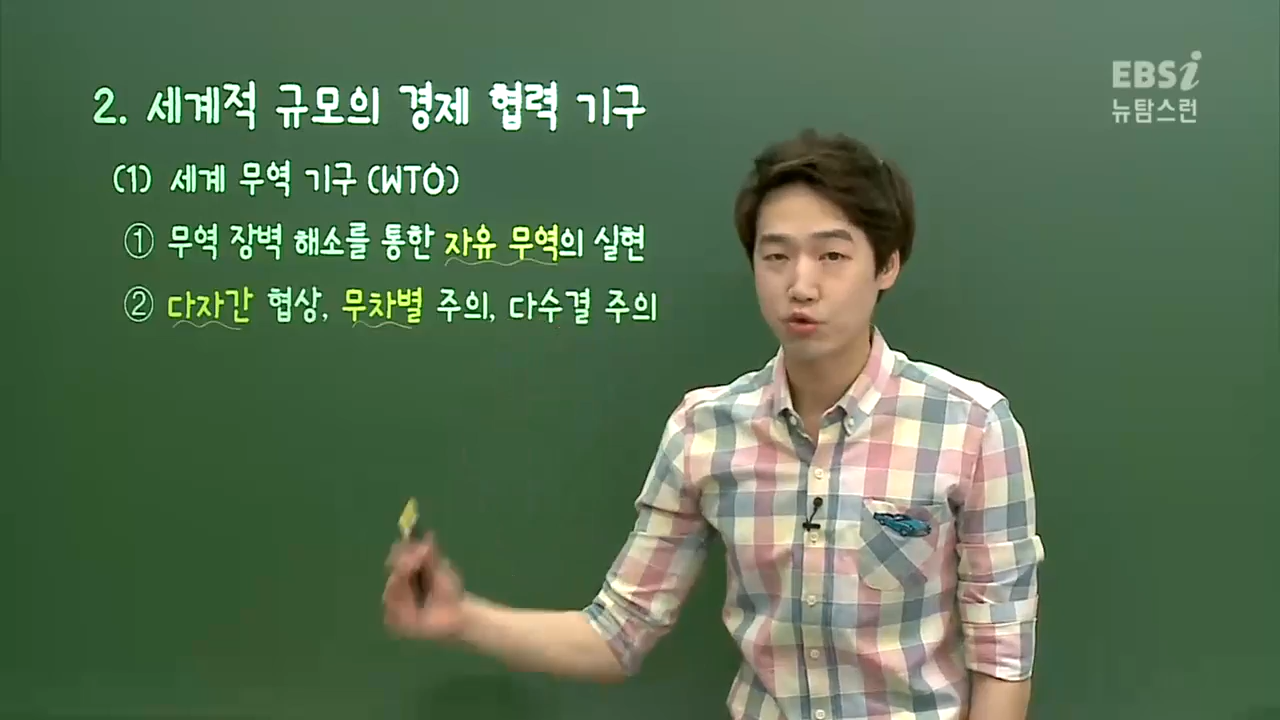 EBSi
뉴탐스런
2. 세계적 규모의 경제 협력 기구
(1) 세계 무역 기구 (WTO)
① 무역 장벽 해소를 통한 자유 무역의 실현
② 다자간 협상, 무차별 주의, 다수결 주의